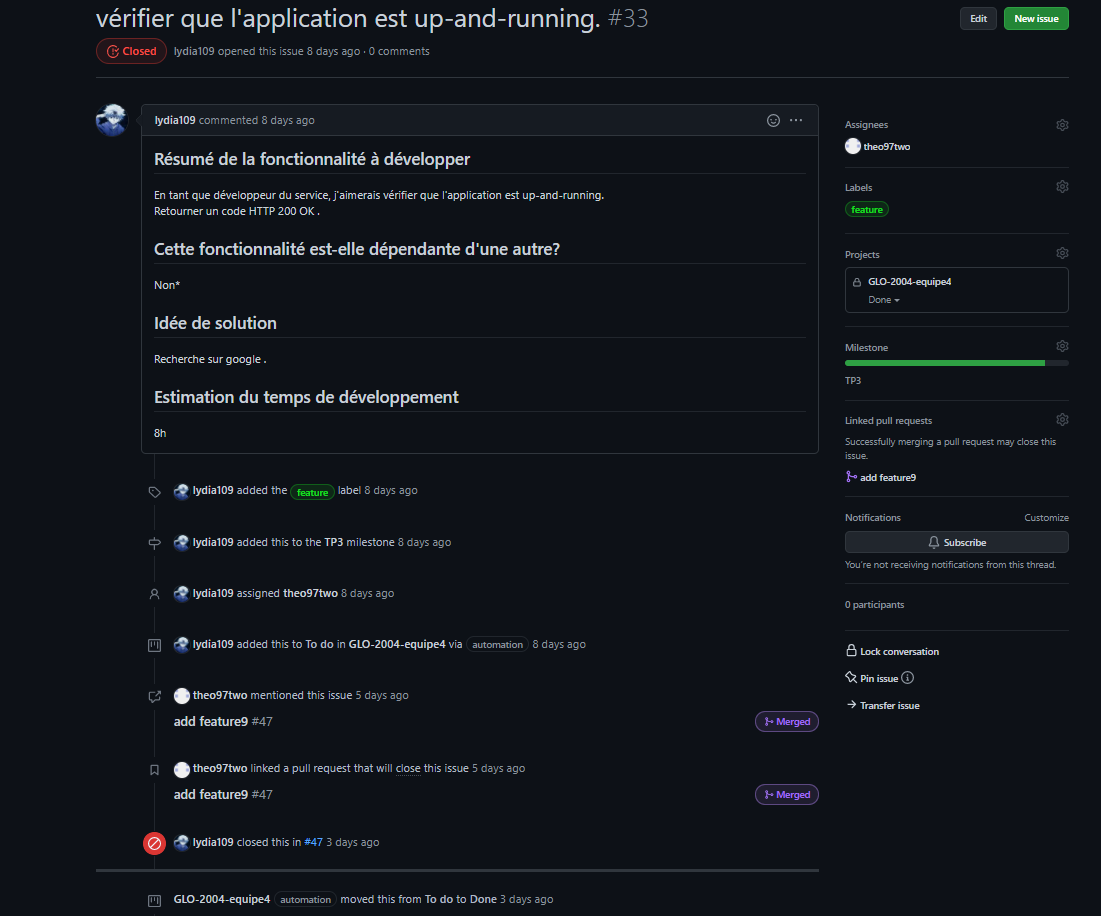 vérifier que l'application est up-and-running. #33
Edit
New issue
Closed
lydia109 opened this issue 8 days ago · 0 comments
lydia109 commented 8 days ago
Résumé de la fonctionnalité à développer
En tant que développeur du service, j'aimerais vérifier que l'application est up-and-running.
Retourner un code HTTP 200 OK .
Cette fonctionnalité est-elle dépendante d'une autre?
Non*
Idée de solution
Recherche sur google .
Estimation du temps de développement
8h
lydia109 added the feature label 8 days ago
lydia109 added this to the TP3 milestone 8 days ago
lydia109 assigned theo97two 8 days ago
lydia109 added this to To do in GLO-2004-equipe4 via automation 8 days ago
theo97two mentioned this issue 5 days ago
add feature9 #47
Merged
theo97two linked a pull request that will close this issue 5 days ago
add feature9 #47
Merged
lydia109 closed this in #47 3 days ago
GLO-2004-equipe4 automation moved this from To do to Done 3 days ago
Assignees
theo97two
Labels
feature
Projects
GLO-2004-equipe4
Done
Milestone
TP3
Linked pull requests
Successfully merging a pull request may close this
issue.
add feature9
Notifications
Customize
Subscribe
You're not receiving notifications from this thread.
0 participants
Lock conversation
Pin issue
Transfer issue